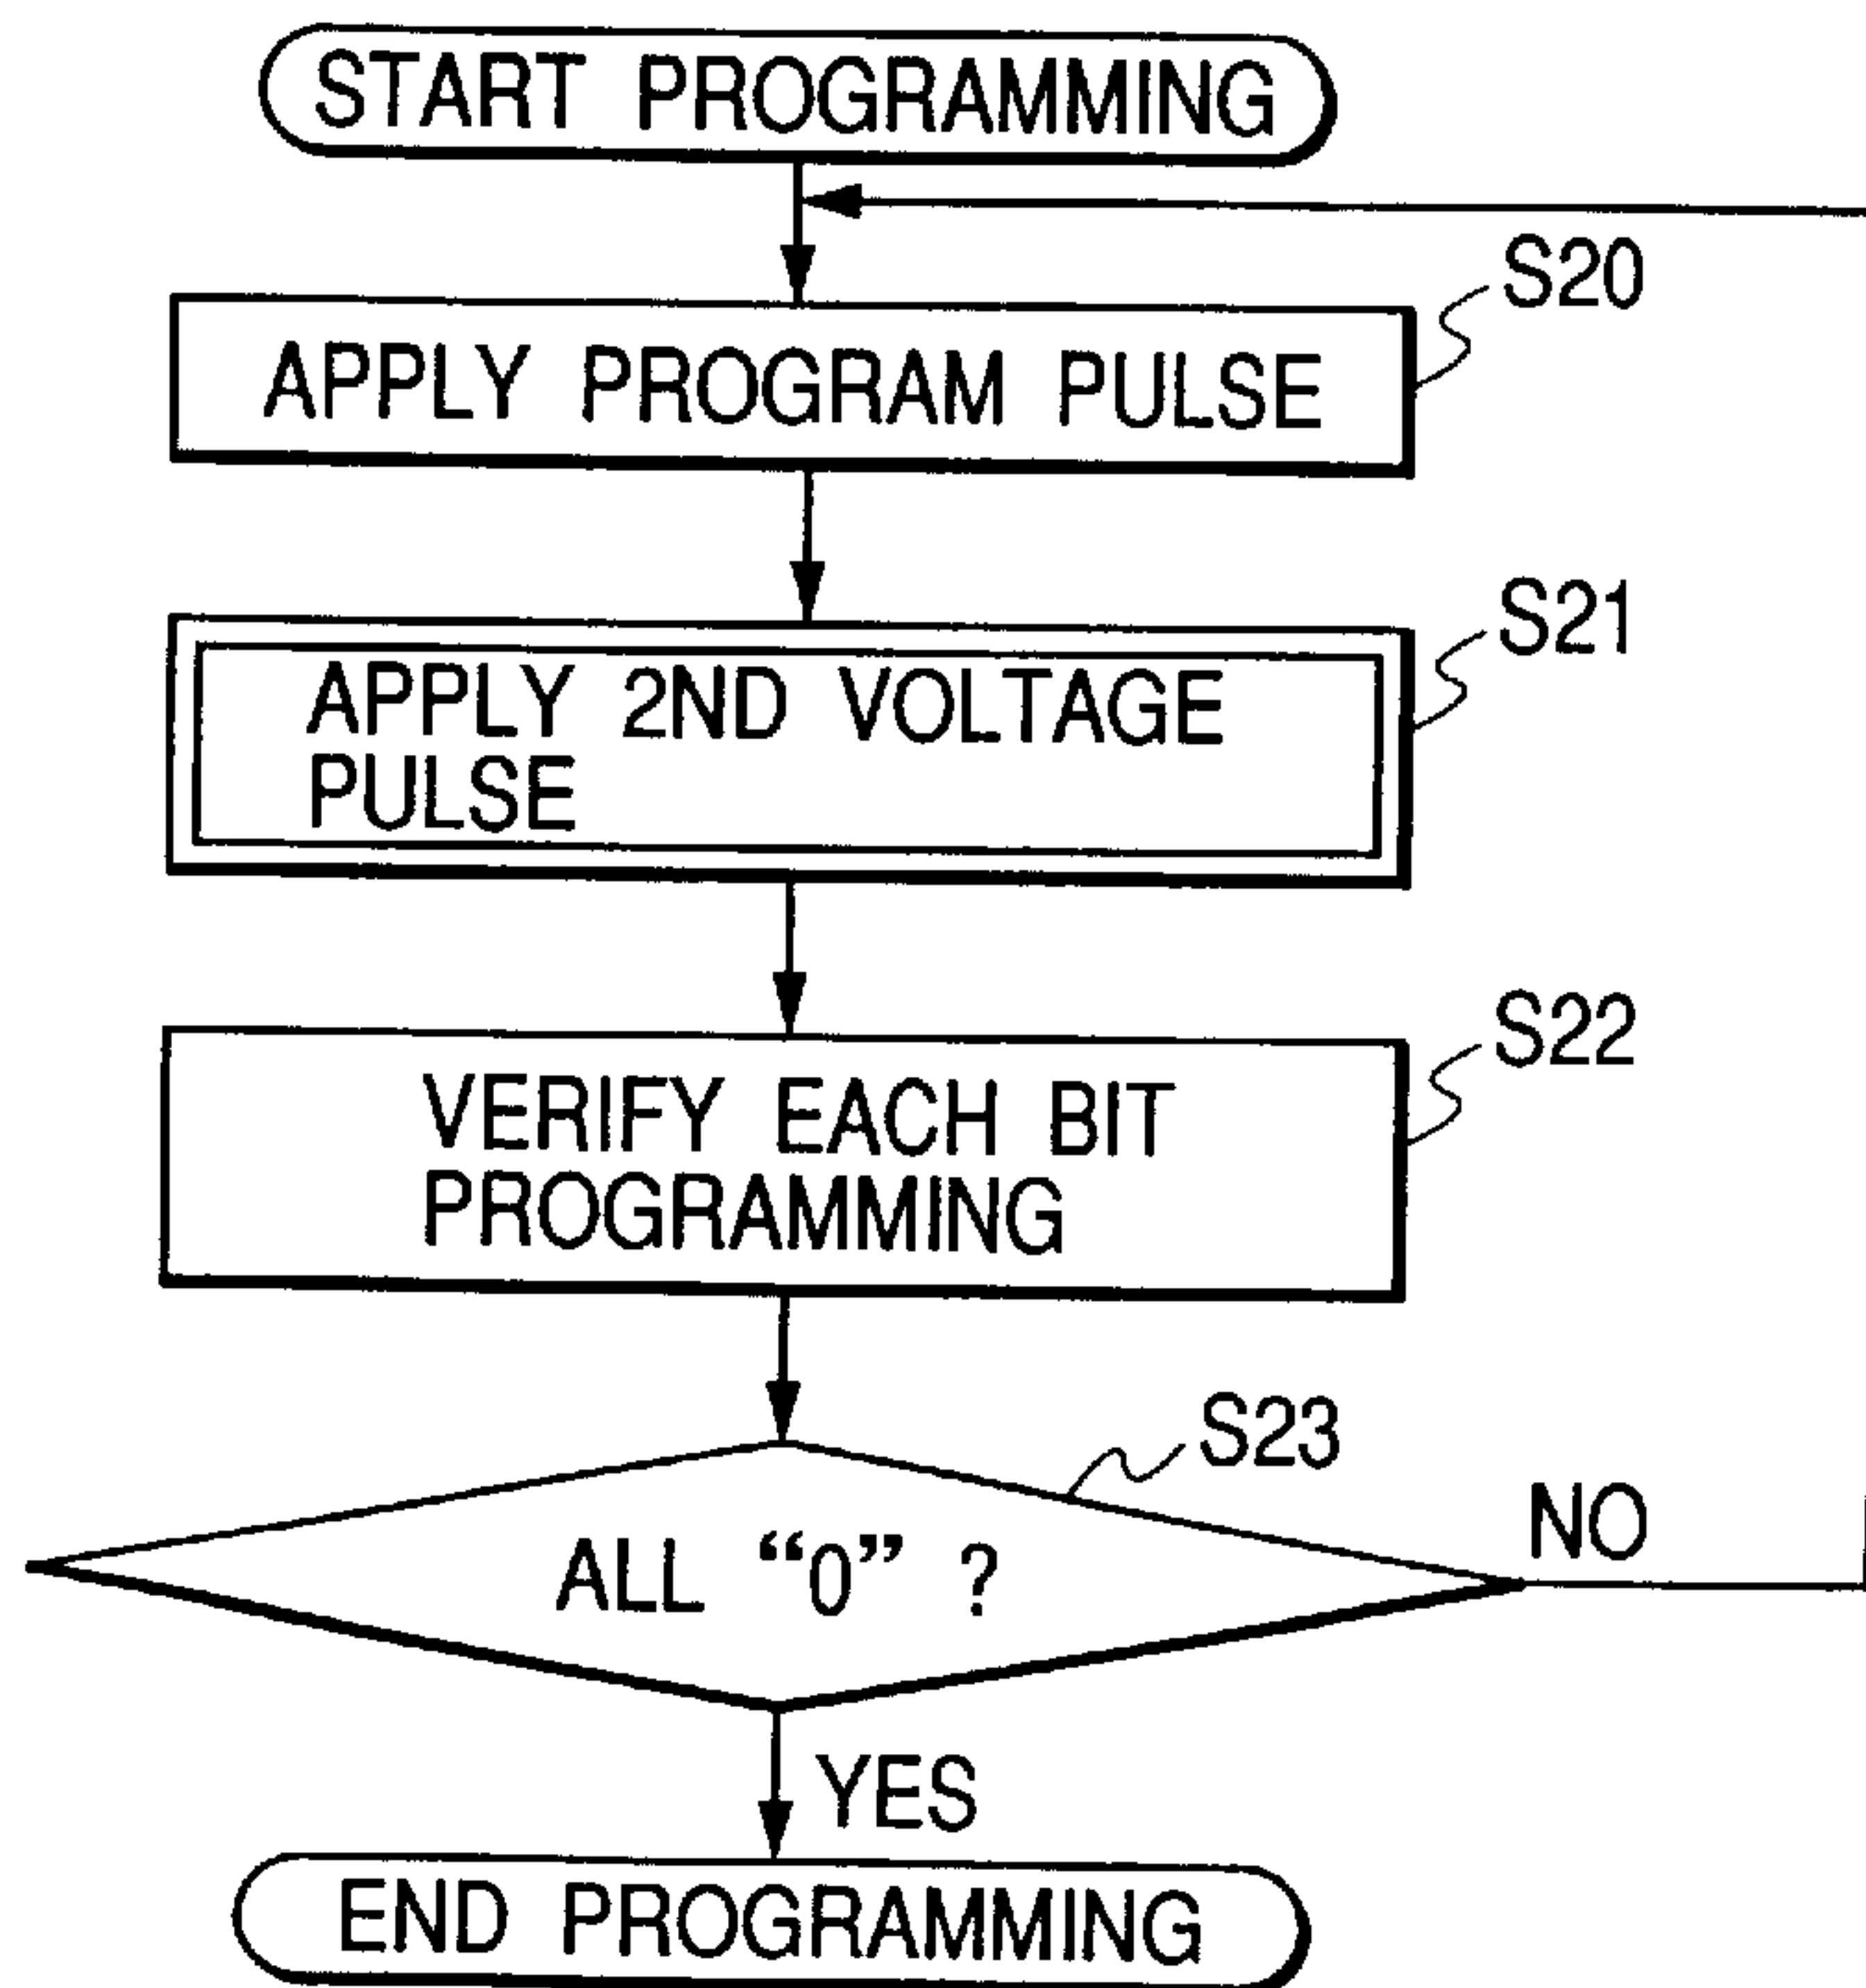 START PROGRAMMING
S20
APPLY PROGRAM PULSE
S21
APPLY 2ND VOLTAGE
PULSE
S22
VERIFY EACH BIT
PROGRAMMING
S23
NO
ALL “0” ?
YES
END PROGRAMMING